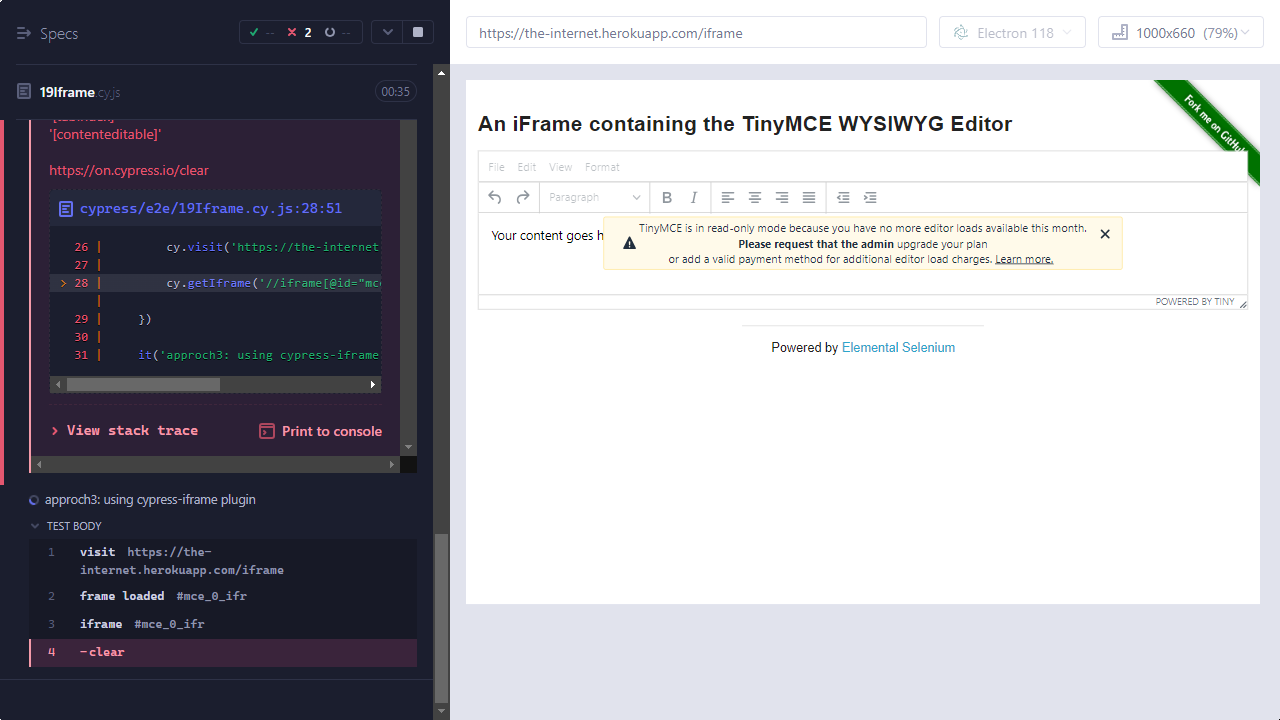 Specs
-- 2 --
19Iframe.cy.js
00:35
'[contenteditable]'
https://on.cypress.io/clear
cypress/e2e/19Iframe.cy.js:28:51
26 | cy.visit('https://the-internet
27 |
> 28 | cy.getIframe('//iframe[@id="mc
|
29 | })
30 |
31 | it('approch3: using cypress-iframe
> View stack trace
Print to console
approch3: using cypress-iframe plugin
TEST BODY
1 visit https://the-
internet.herokuapp.com/iframe
2 frame loaded #mce_0_ifr
3 iframe #mce_0_ifr
4 -clear
https://the-internet.herokuapp.com/iframe
Electron 118
1000x660 (79%)
Fork me on GitHub
An iFrame containing the TinyMCE WYSIWYG Editor
File Edit View Format
Paragraph
B I
Your content goes h
TinyMCE is in read-only mode because you have no more editor loads available this month.
Please request that the admin upgrade your plan
or add a valid payment method for additional editor load charges. Learn more.
POWERED BY TINY
Powered by Elemental Selenium